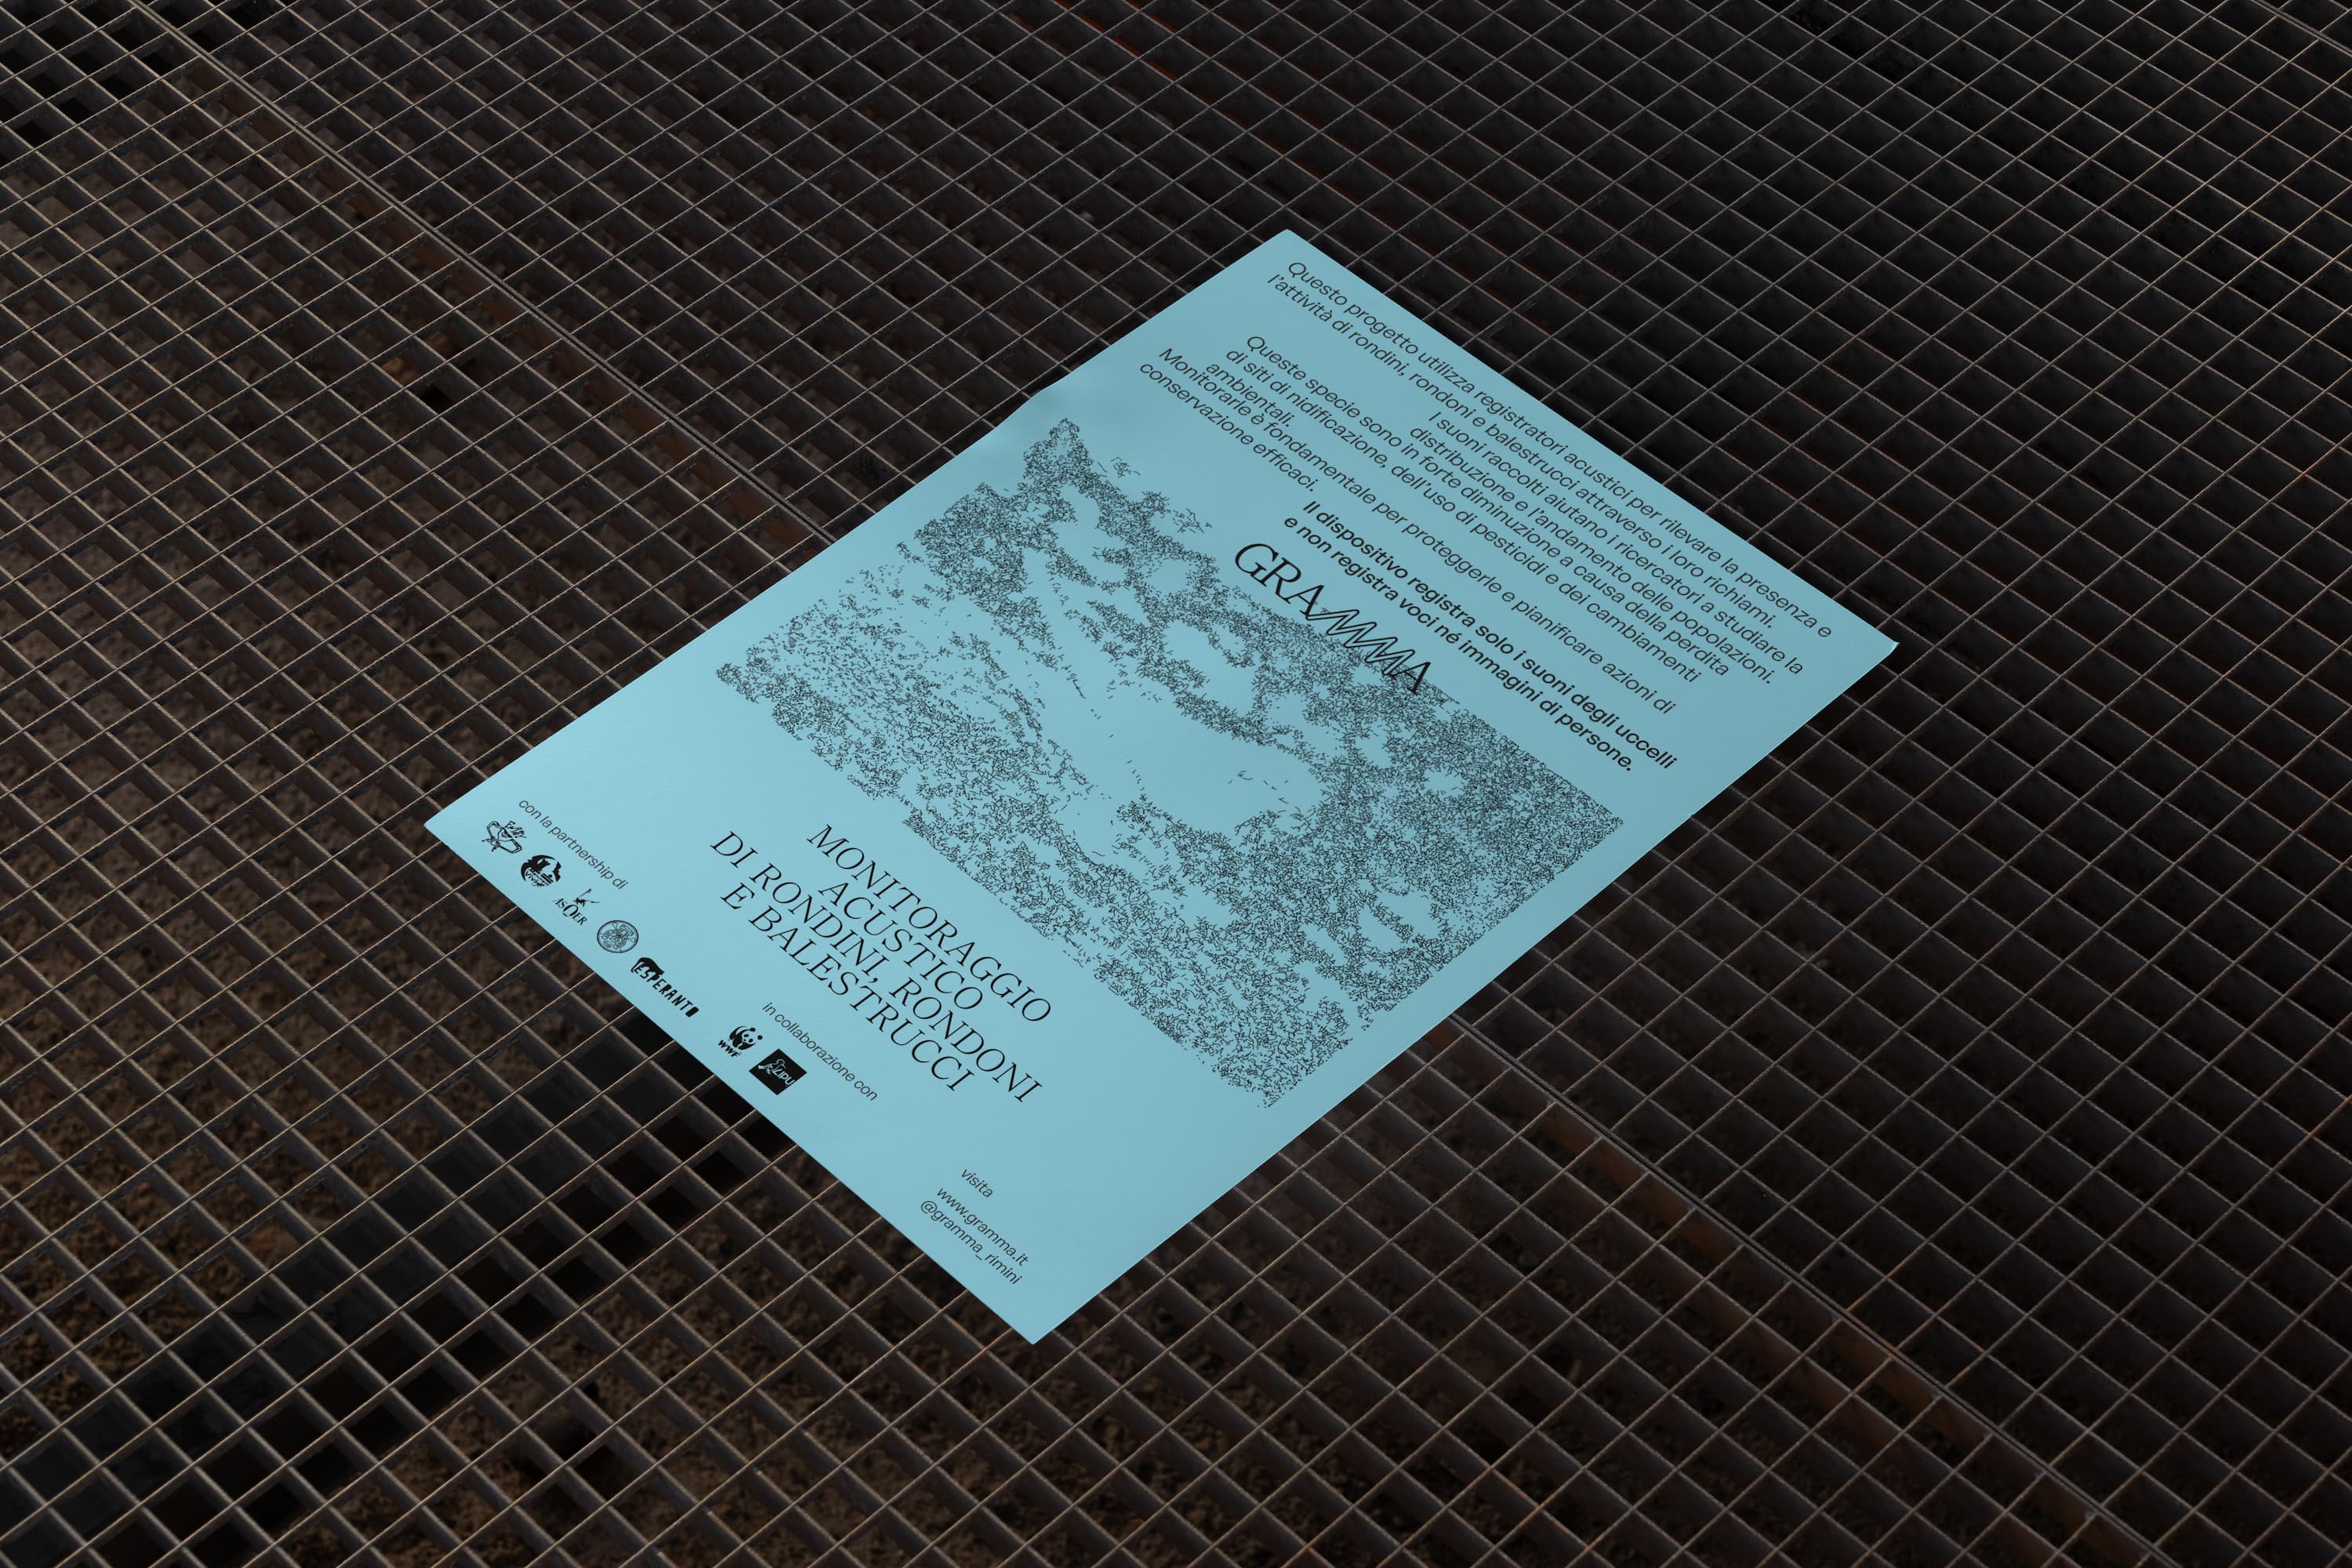 Questo progetto utilizza registratori acustici per rilevare la presenza e
l'attività di rondini, rondoni e balestrucci attraverso i loro richiami.
I suoni raccolti aiutano i ricercatori a studiare la
distribuzione e l'andamento delle popolazioni.
Queste specie sono in forte diminuzione a causa della perdita
di siti di nidificazione, dell'uso di pesticidi e dei cambiamenti
ambientali.
Monitorarle è fondamentale per proteggerle e pianificare azioni di
conservazione efficaci.
Il dispositivo registra solo i suoni degli uccelli
e non registra voci né immagini di persone.
GRAMMA
MONITORAGGIO
ACUSTICO
DI RONDINI, RONDONI
E BALESTRUCCI
con la partnership di
ISOER
ESPERANTO
in collaborazione con
WWF
LIPU
visita
www.gramma.it
@gramma_rimini